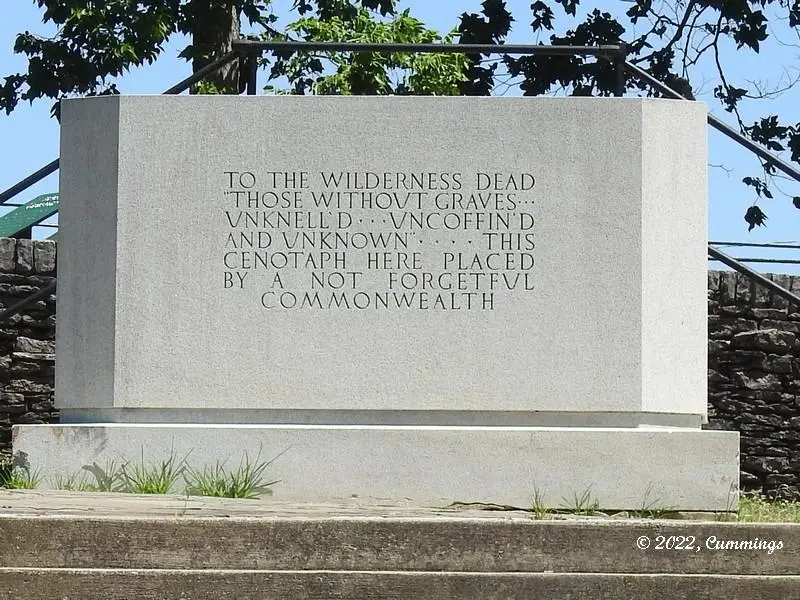 TO THE WILDERNESS DEAD
"THOSE WITHOVT GRAVES···
VNKNELL'D···VNCOFFIN'D
AND VNKNOWN"····THIS
CENOTAPH HERE PLACED
BY A NOT FORGETFVL
COMMONWEALTH
© 2022, Cummings